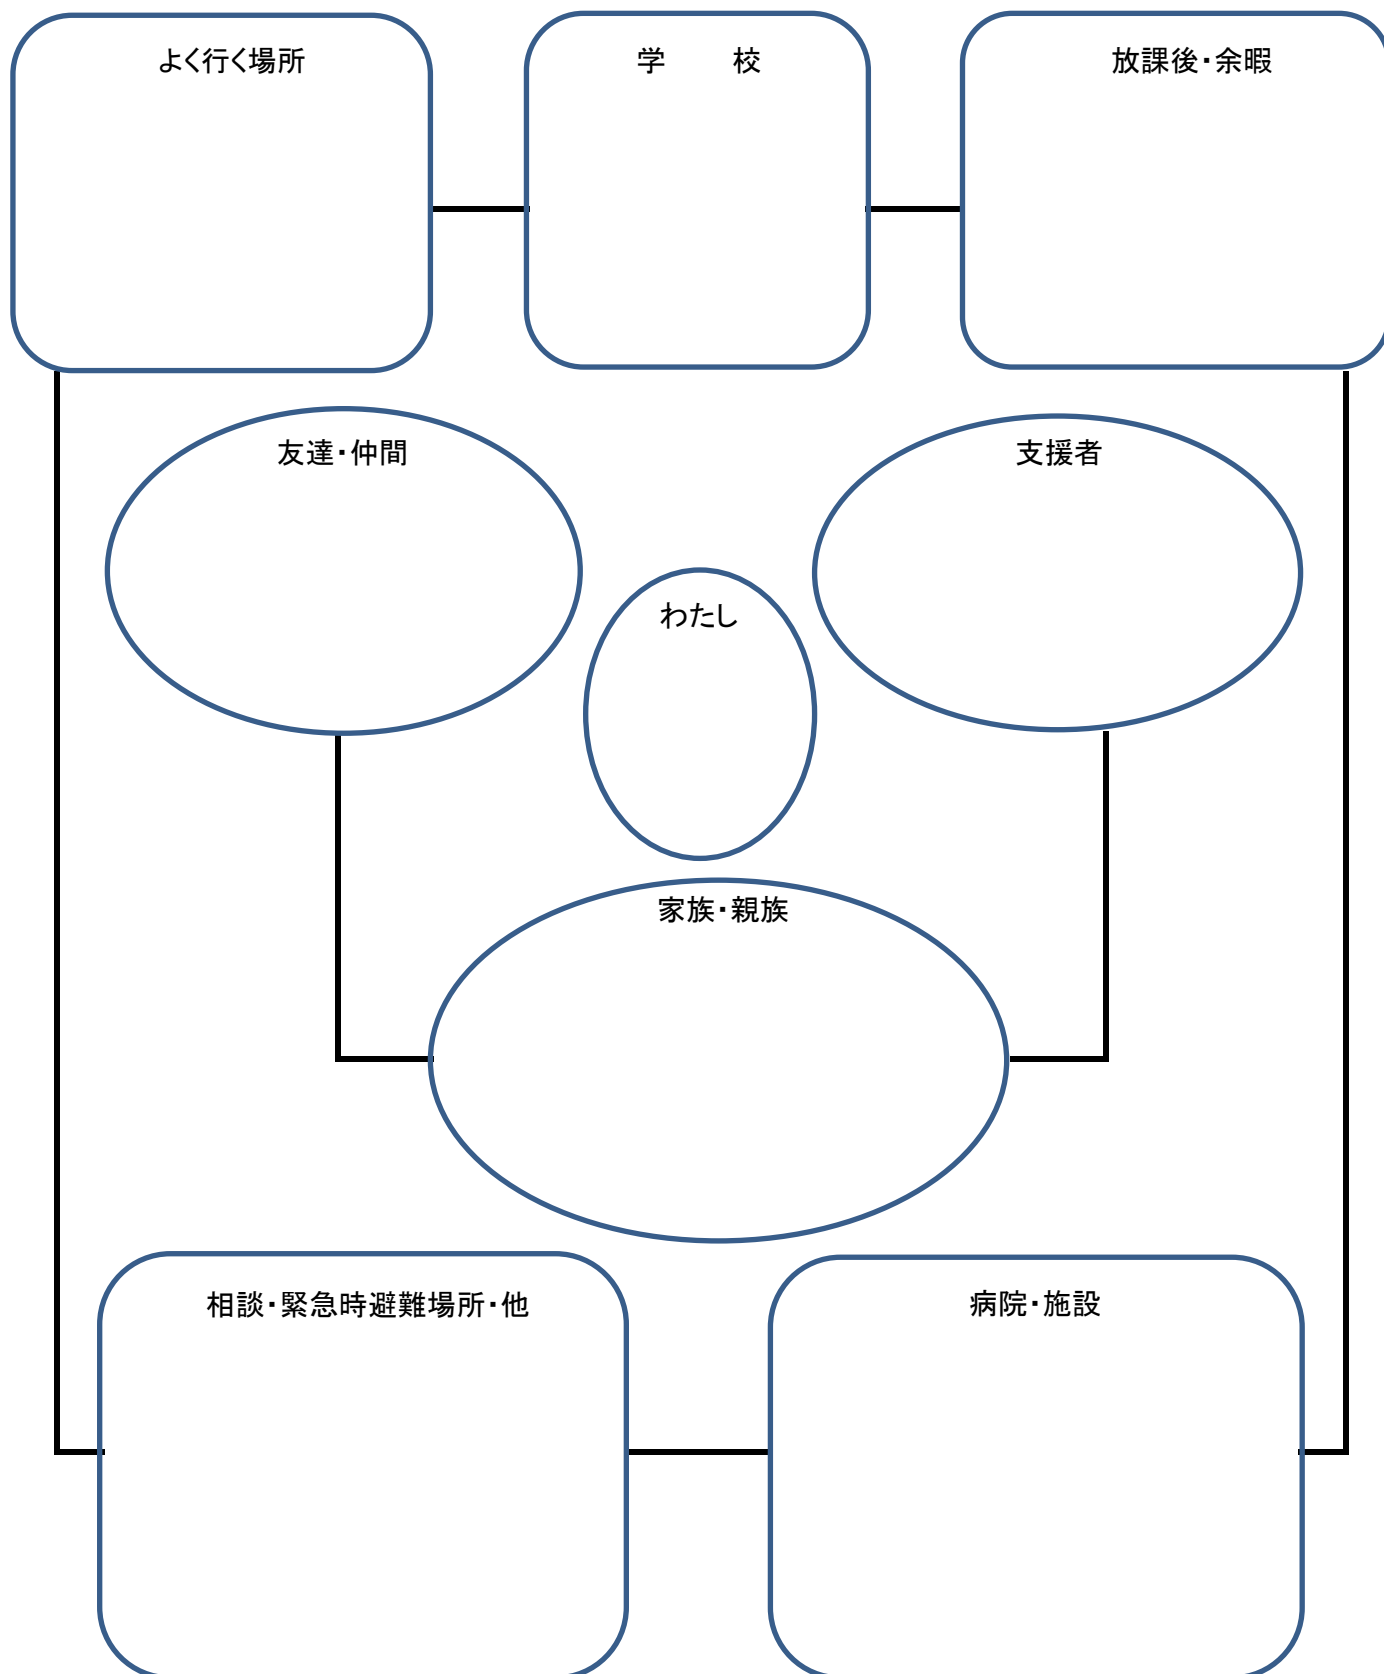 よく行く場所
学　　校
放課後・余暇
友達・仲間
支援者
わたし
家族・親族
相談・緊急時避難場所・他
病院・施設